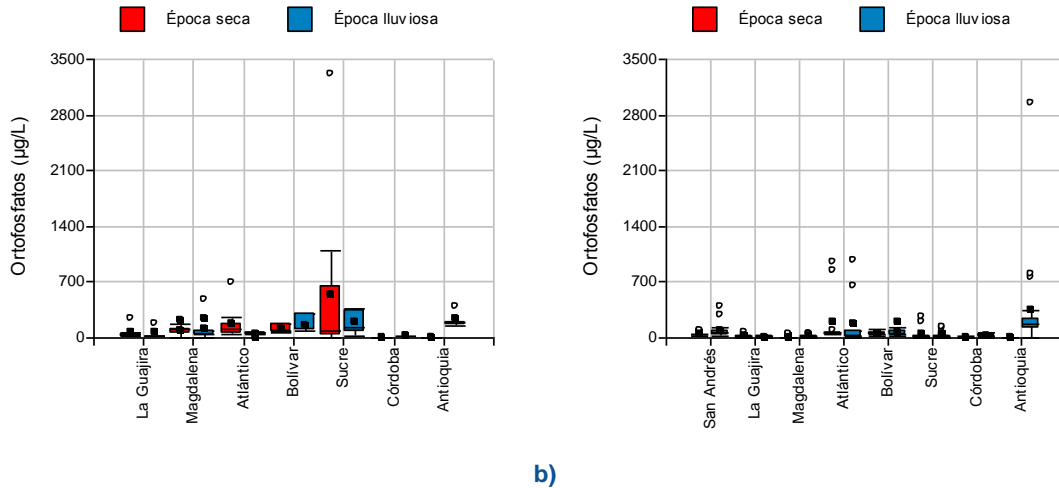 Época seca Época lluviosa
Época seca Época lluviosa
Ortofosfatos (µg/L)
3500
2800
2100
1400
700
0
La Guajira
Magdalena
Atlántico
Bolívar
Sucre
Córdoba
Antioquia
Ortofosfatos (µg/L)
3500
2800
2100
1400
700
0
San Andrés
La Guajira
Magdalena
Atlántico
Bolívar
Sucre
Córdoba
Antioquia
b)